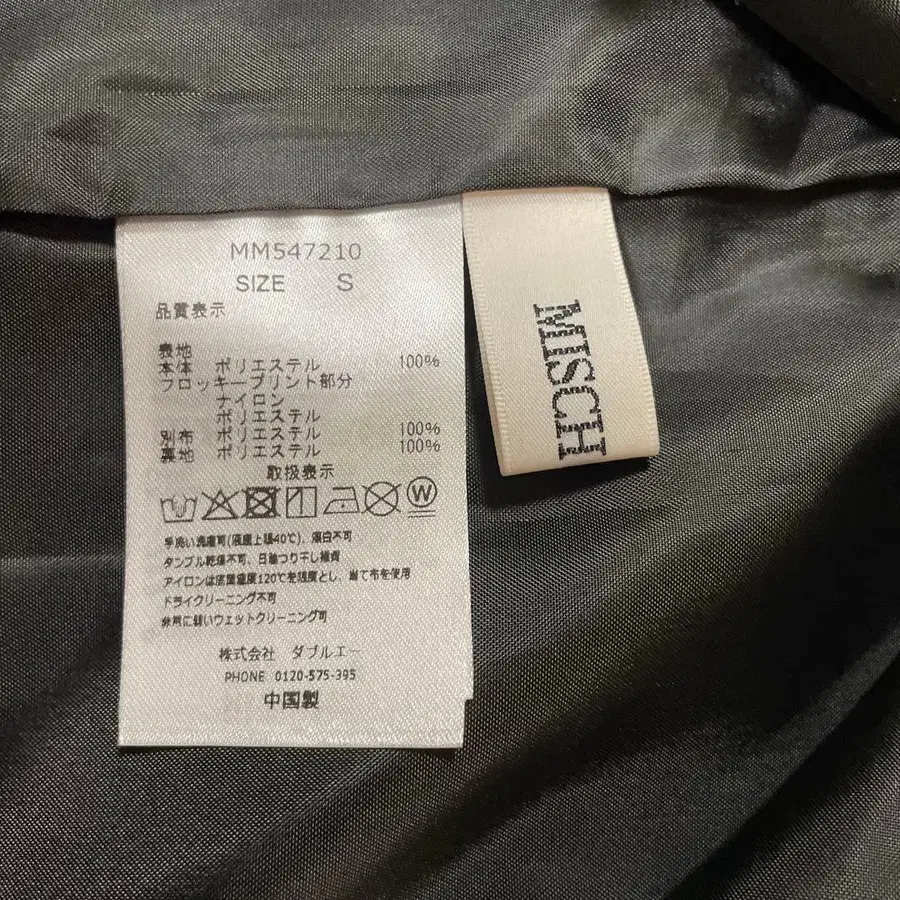 MM547210
SIZE S
品質表示
表地
本体 ポリエステル 100%
フロッキープリント部分
ナイロン
ポリエステル
別布 ポリエステル 100%
裏地 ポリエステル 100%
取扱表示
W
手洗い洗濯可(液温上限40℃)、漂白不可
タンブル乾燥不可、日陰つり干し推奨
アイロンは底面温度120℃を限度とし、当て布を使用
ドライクリーニング不可
非常に弱いウェットクリーニング可
株式会社 ダブルエー
PHONE 0120-575-395
中国製
MISCH